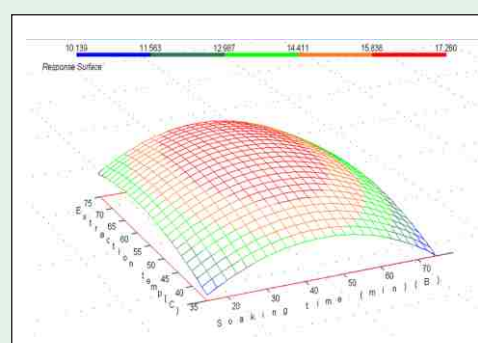 10.139 11.563 12.987 14.411 15.836 17.260
Response Surface
75
70
65
60
55
50
45
40
35
Extraction temp(C)
20 30 40 50 60 70
Soaking time (min)(B)